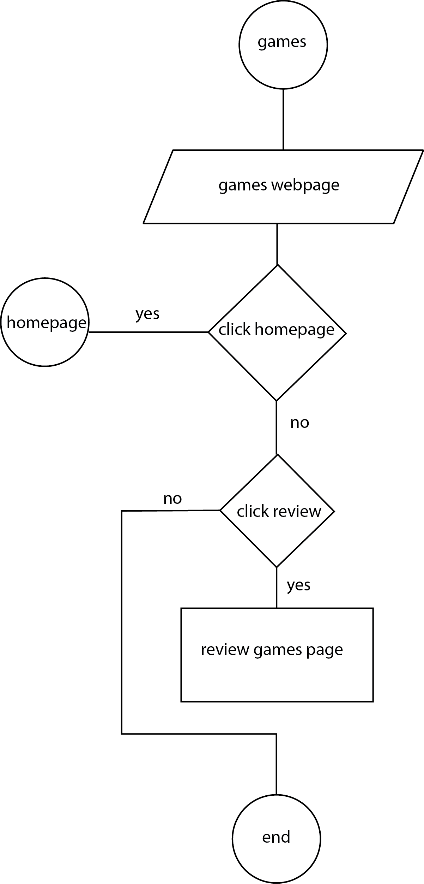 games
games webpage
yes
homepage
click homepage
no
no
click review
yes
review games page
end